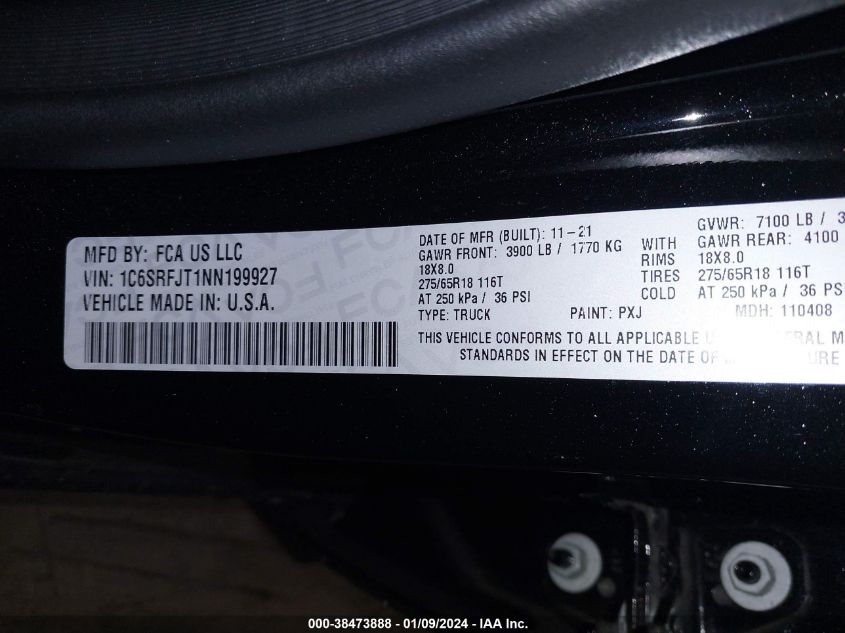 MFD BY: FCA US LLC
VIN: 1C6SRFJT1NN199927
VEHICLE MADE IN: U.S.A.
DATE OF MFR (BUILT): 11-21
GAWR FRONT: 3900 LB / 1770 KG WITH
18X8.0 RIMS
275/65R18 116T TIRES
AT 250 kPa / 36 PSI COLD
TYPE: TRUCK PAINT: PXJ
GVWR: 7100 LB /
GAWR REAR: 4100
18X8.0
275/65R18 116T
AT 250 kPa / 36 PSI
MDH: 110408
THIS VEHICLE CONFORMS TO ALL APPLICABLE
STANDARDS IN EFFECT ON THE DATE OF
000-38473888 | 01/09/2024 - IAA Inc.